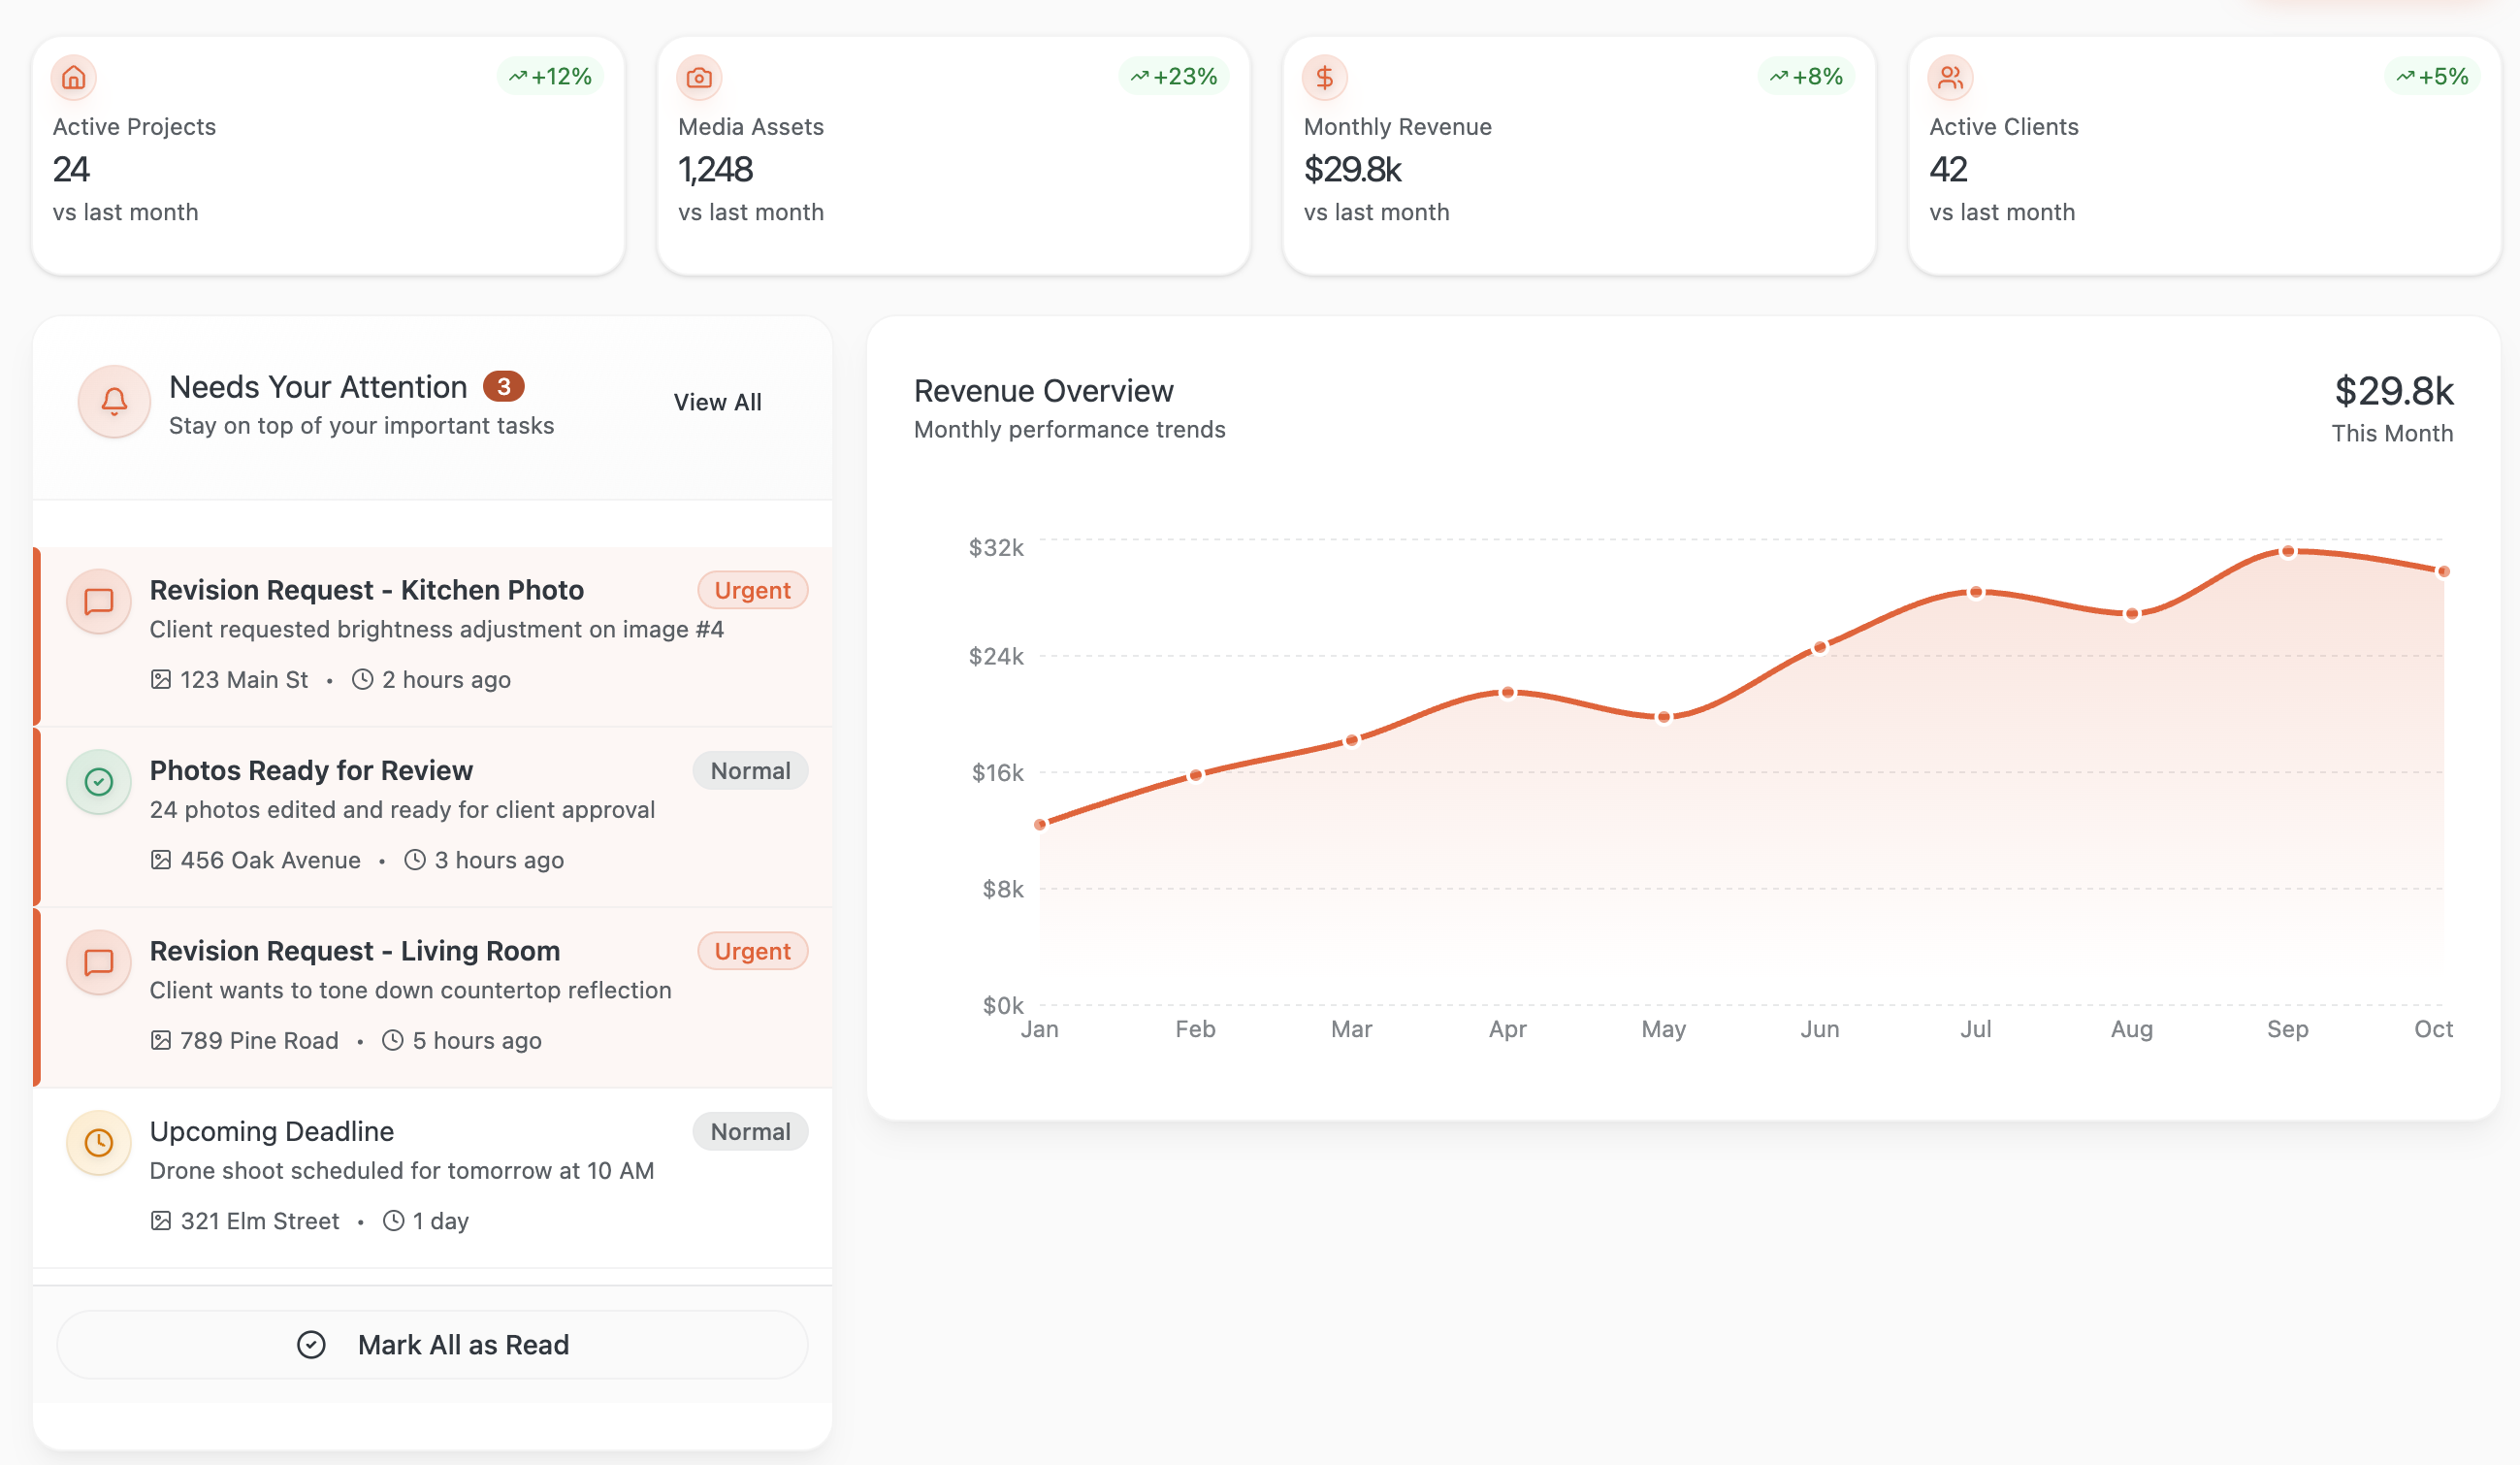 +12%
Active Projects
24
vs last month
+23%
Media Assets
1,248
vs last month
+8%
Monthly Revenue
$29.8k
vs last month
+5%
Active Clients
42
vs last month
Needs Your Attention 3
Stay on top of your important tasks
View All
Revision Request - Kitchen Photo
Urgent
Client requested brightness adjustment on image #4
123 Main St • 2 hours ago
Photos Ready for Review
Normal
24 photos edited and ready for client approval
456 Oak Avenue • 3 hours ago
Revision Request - Living Room
Urgent
Client wants to tone down countertop reflection
789 Pine Road • 5 hours ago
Upcoming Deadline
Normal
Drone shoot scheduled for tomorrow at 10 AM
321 Elm Street • 1 day
Mark All as Read
Revenue Overview
Monthly performance trends
$29.8k
This Month
$32k
$24k
$16k
$8k
$0k
Jan Feb Mar Apr May Jun Jul Aug Sep Oct